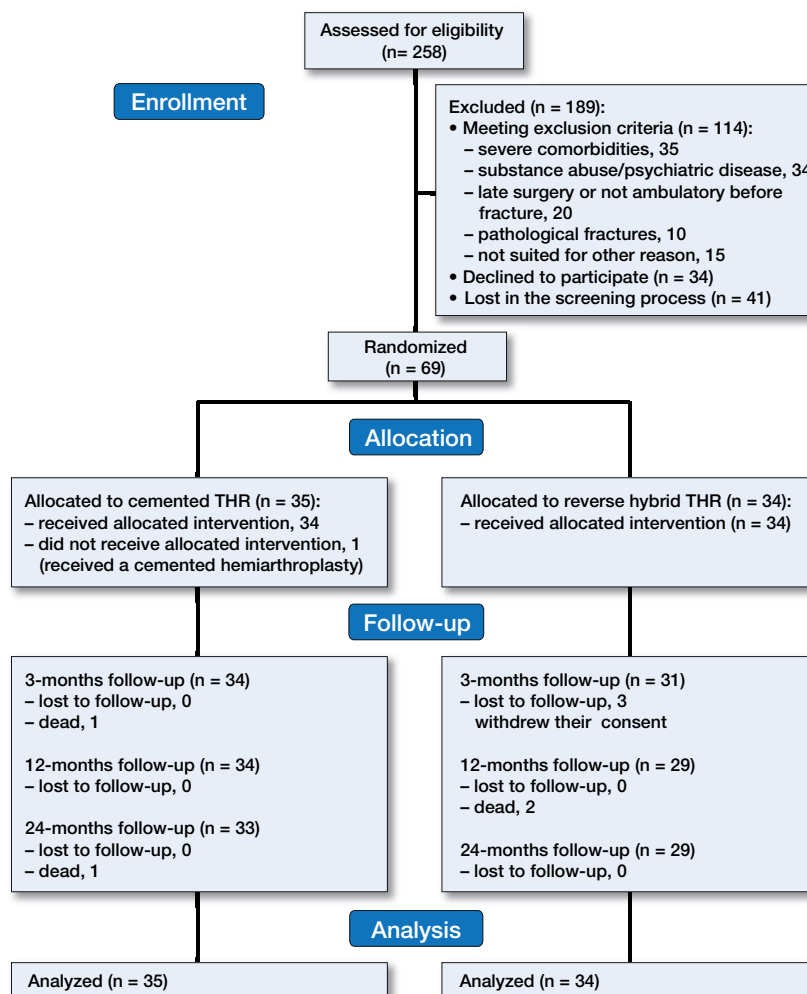 Assessed for eligibility
(n= 258)
Enrollment
Excluded (n = 189):
• Meeting exclusion criteria (n = 114):
– severe comorbidities, 35
– substance abuse/psychiatric disease, 34
– late surgery or not ambulatory before
fracture, 20
– pathological fractures, 10
– not suited for other reason, 15
• Declined to participate (n = 34)
• Lost in the screening process (n = 41)
Randomized
(n = 69)
Allocation
Allocated to cemented THR (n = 35):
– received allocated intervention, 34
– did not receive allocated intervention, 1
(received a cemented hemiarthroplasty)
Allocated to reverse hybrid THR (n = 34):
– received allocated intervention (n = 34)
Follow-up
3-months follow-up (n = 34)
– lost to follow-up, 0
– dead, 1
12-months follow-up (n = 34)
– lost to follow-up, 0
24-months follow-up (n = 33)
– lost to follow-up, 0
– dead, 1
3-months follow-up (n = 31)
– lost to follow-up, 3
withdrew their consent
12-months follow-up (n = 29)
– lost to follow-up, 0
– dead, 2
24-months follow-up (n = 29)
– lost to follow-up, 0
Analysis
Analyzed (n = 35)
Analyzed (n = 34)